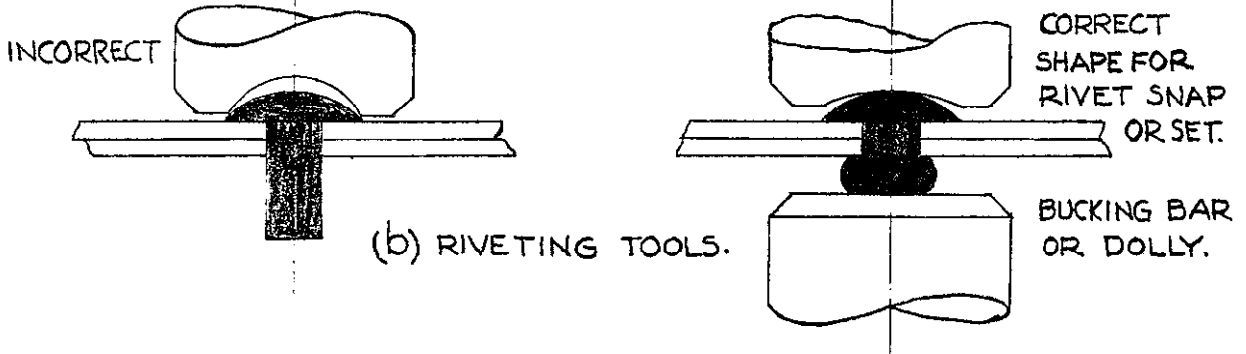 INCORRECT
CORRECT
SHAPE FOR
RIVET SNAP
OR SET.
(b) RIVETING TOOLS.
BUCKING BAR
OR DOLLY.